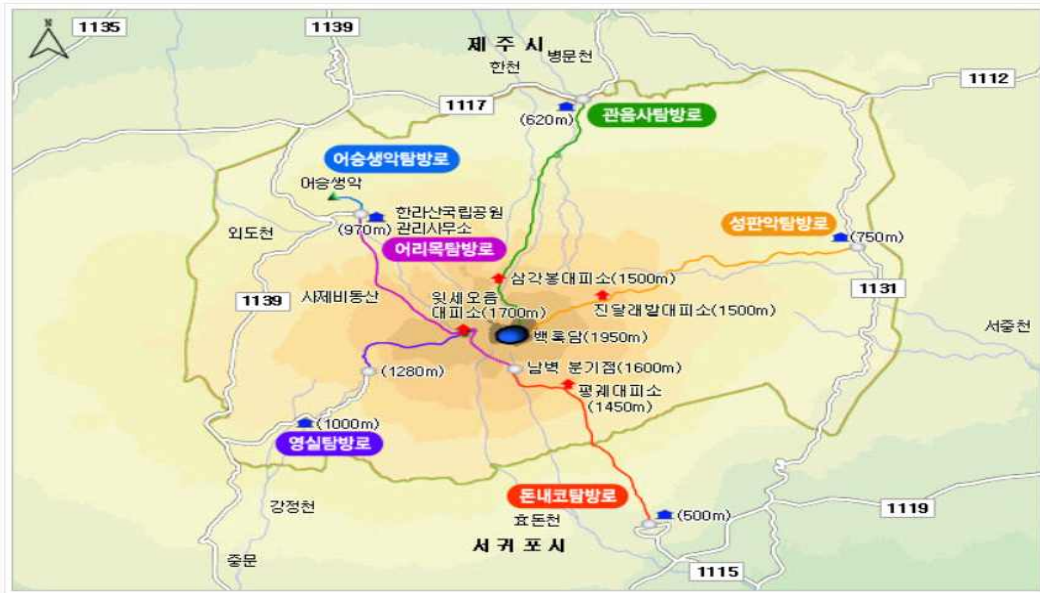 N
1135
1139
제 주 시
병문천
한천
1112
1117
(620m)
관음사탐방로
어승생악탐방로
어승생악
한라산국립공원
관리사무소
(970m)
외도천
어리목탐방로
성판악탐방로
(750m)
삼각봉대피소(1500m)
1131
1139
사제비동산
윗세오름
대피소(1700m)
진달래밭대피소(1500m)
서중천
백록담(1950m)
(1280m)
남벽 분기점(1600m)
평궤대피소
(1450m)
(1000m)
영실탐방로
돈내코탐방로
강정천
효돈천
(500m)
1119
서 귀 포 시
중문
1115